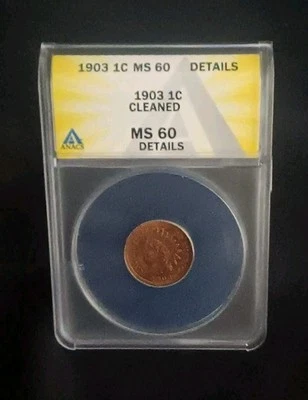 1903 1C MS 60 DETAILS
1903 1C
CLEANED
MS 60
DETAILS
ANACS